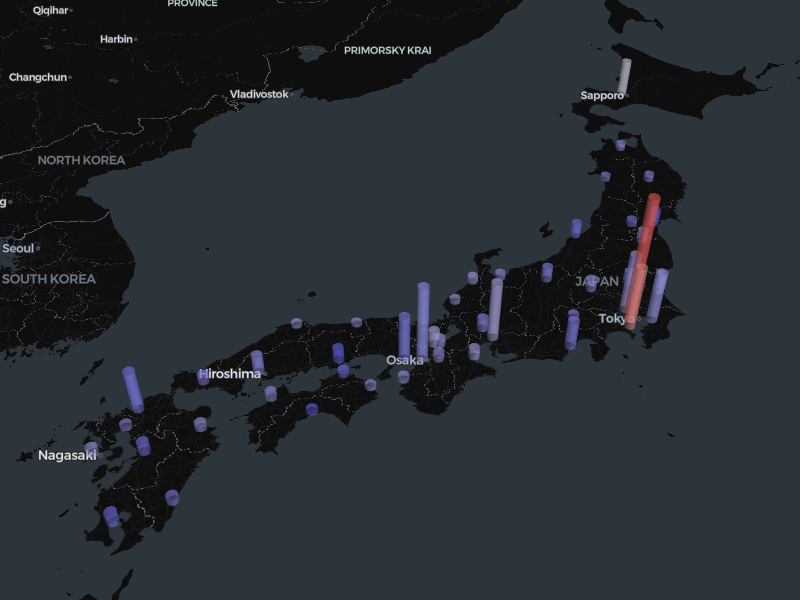 PROVINCE
Qiqihar
Harbin
PRIMORSKY KRAI
Changchun
Vladivostok
Sapporo
NORTH KOREA
g
Seoul
SOUTH KOREA
JAPAN
Tokyo
Osaka
Hiroshima
Nagasaki